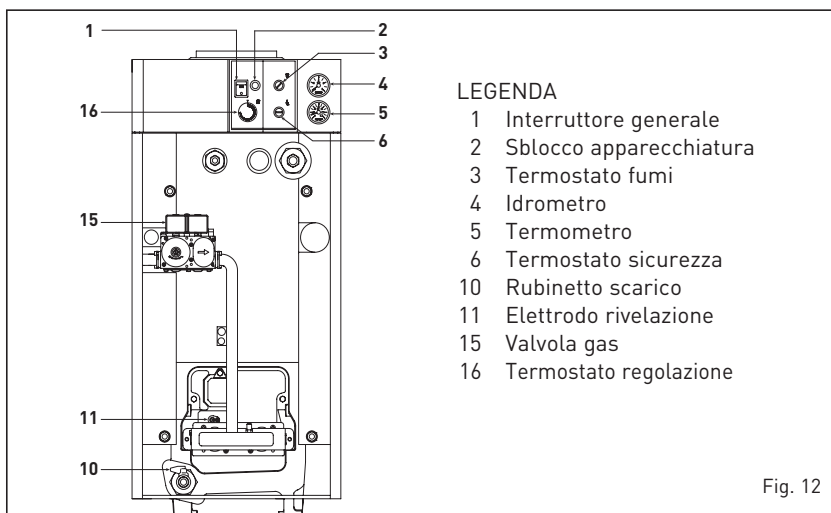 1
2
3
4
5
6
16
15
11
10
LEGENDA
1 Interruttore generale
2 Sblocco apparecchiatura
3 Termostato fumi
4 Idrometro
5 Termometro
6 Termostato sicurezza
10 Rubinetto scarico
11 Elettrodo rivelazione
15 Valvola gas
16 Termostato regolazione
Fig. 12